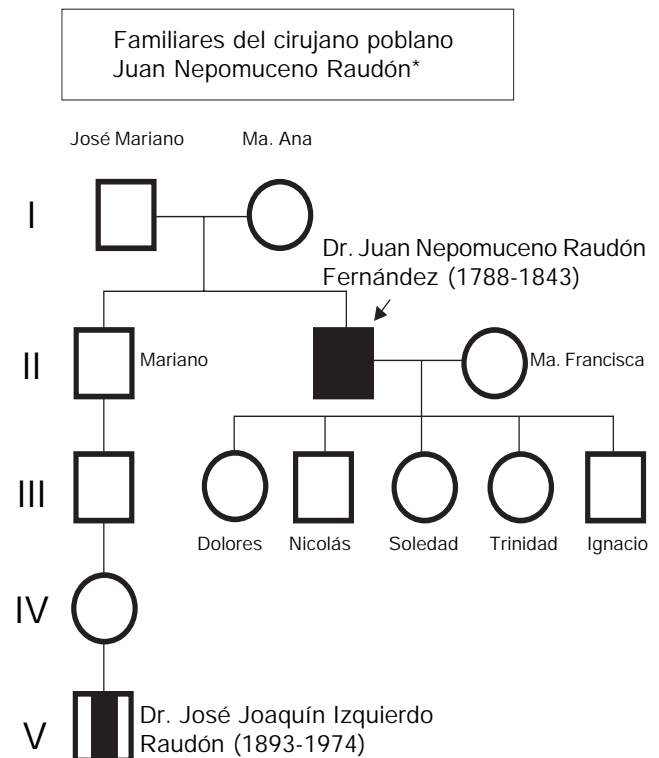 Familiares del cirujano poblano
Juan Nepomuceno Raudón*
José Mariano
Ma. Ana
I
Dr. Juan Nepomuceno Raudón
Fernández (1788-1843)
II
Mariano
Ma. Francisca
III
Dolores
Nicolás
Soledad
Trinidad
Ignacio
IV
V
Dr. José Joaquín Izquierdo
Raudón (1893-1974)